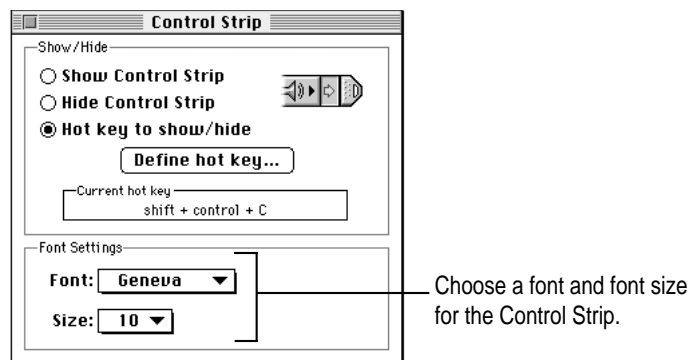 Control Strip
Show/Hide
Show Control Strip
Hide Control Strip
Hot key to show/hide
Define hot key...
Current hot key
shift + control + C
Font Settings
Font: Geneva
Size: 10
Choose a font and font size
for the Control Strip.